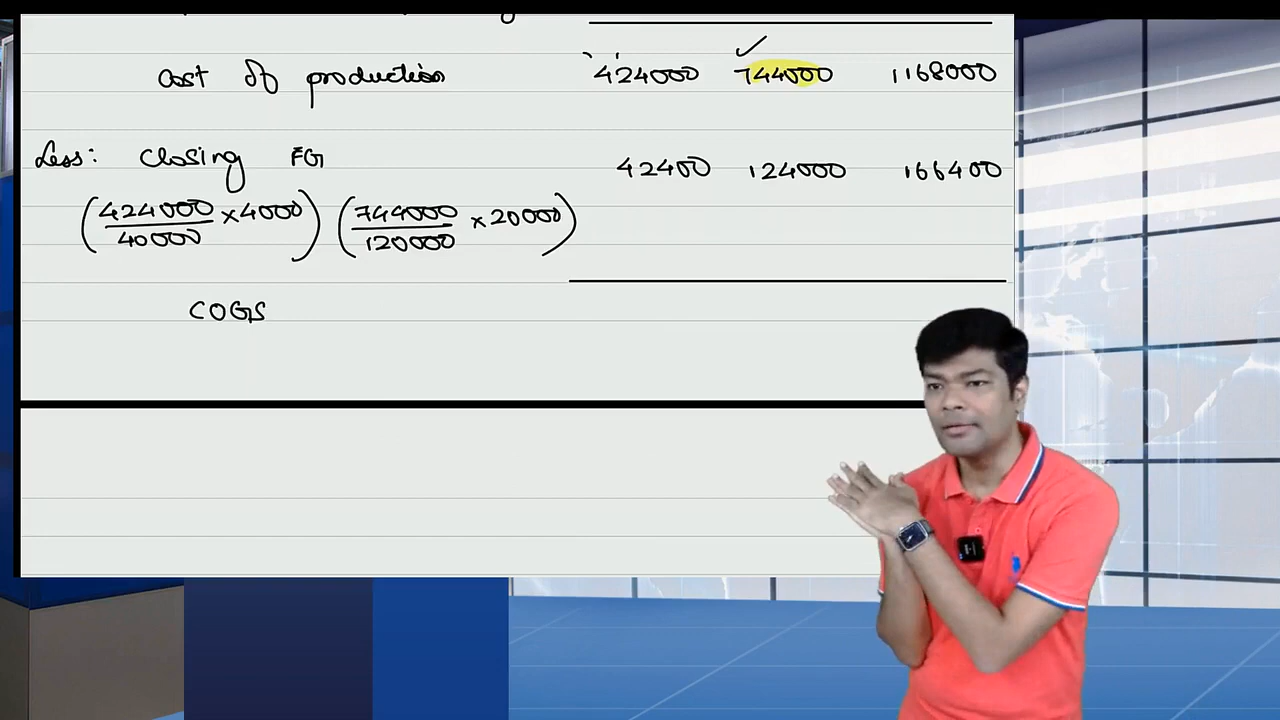 Cost of production 424000 744000 1168000
Less: Closing FG 42400 124000 166400
(424000/40000 × 4000) (744000/120000 × 20000)
COGS